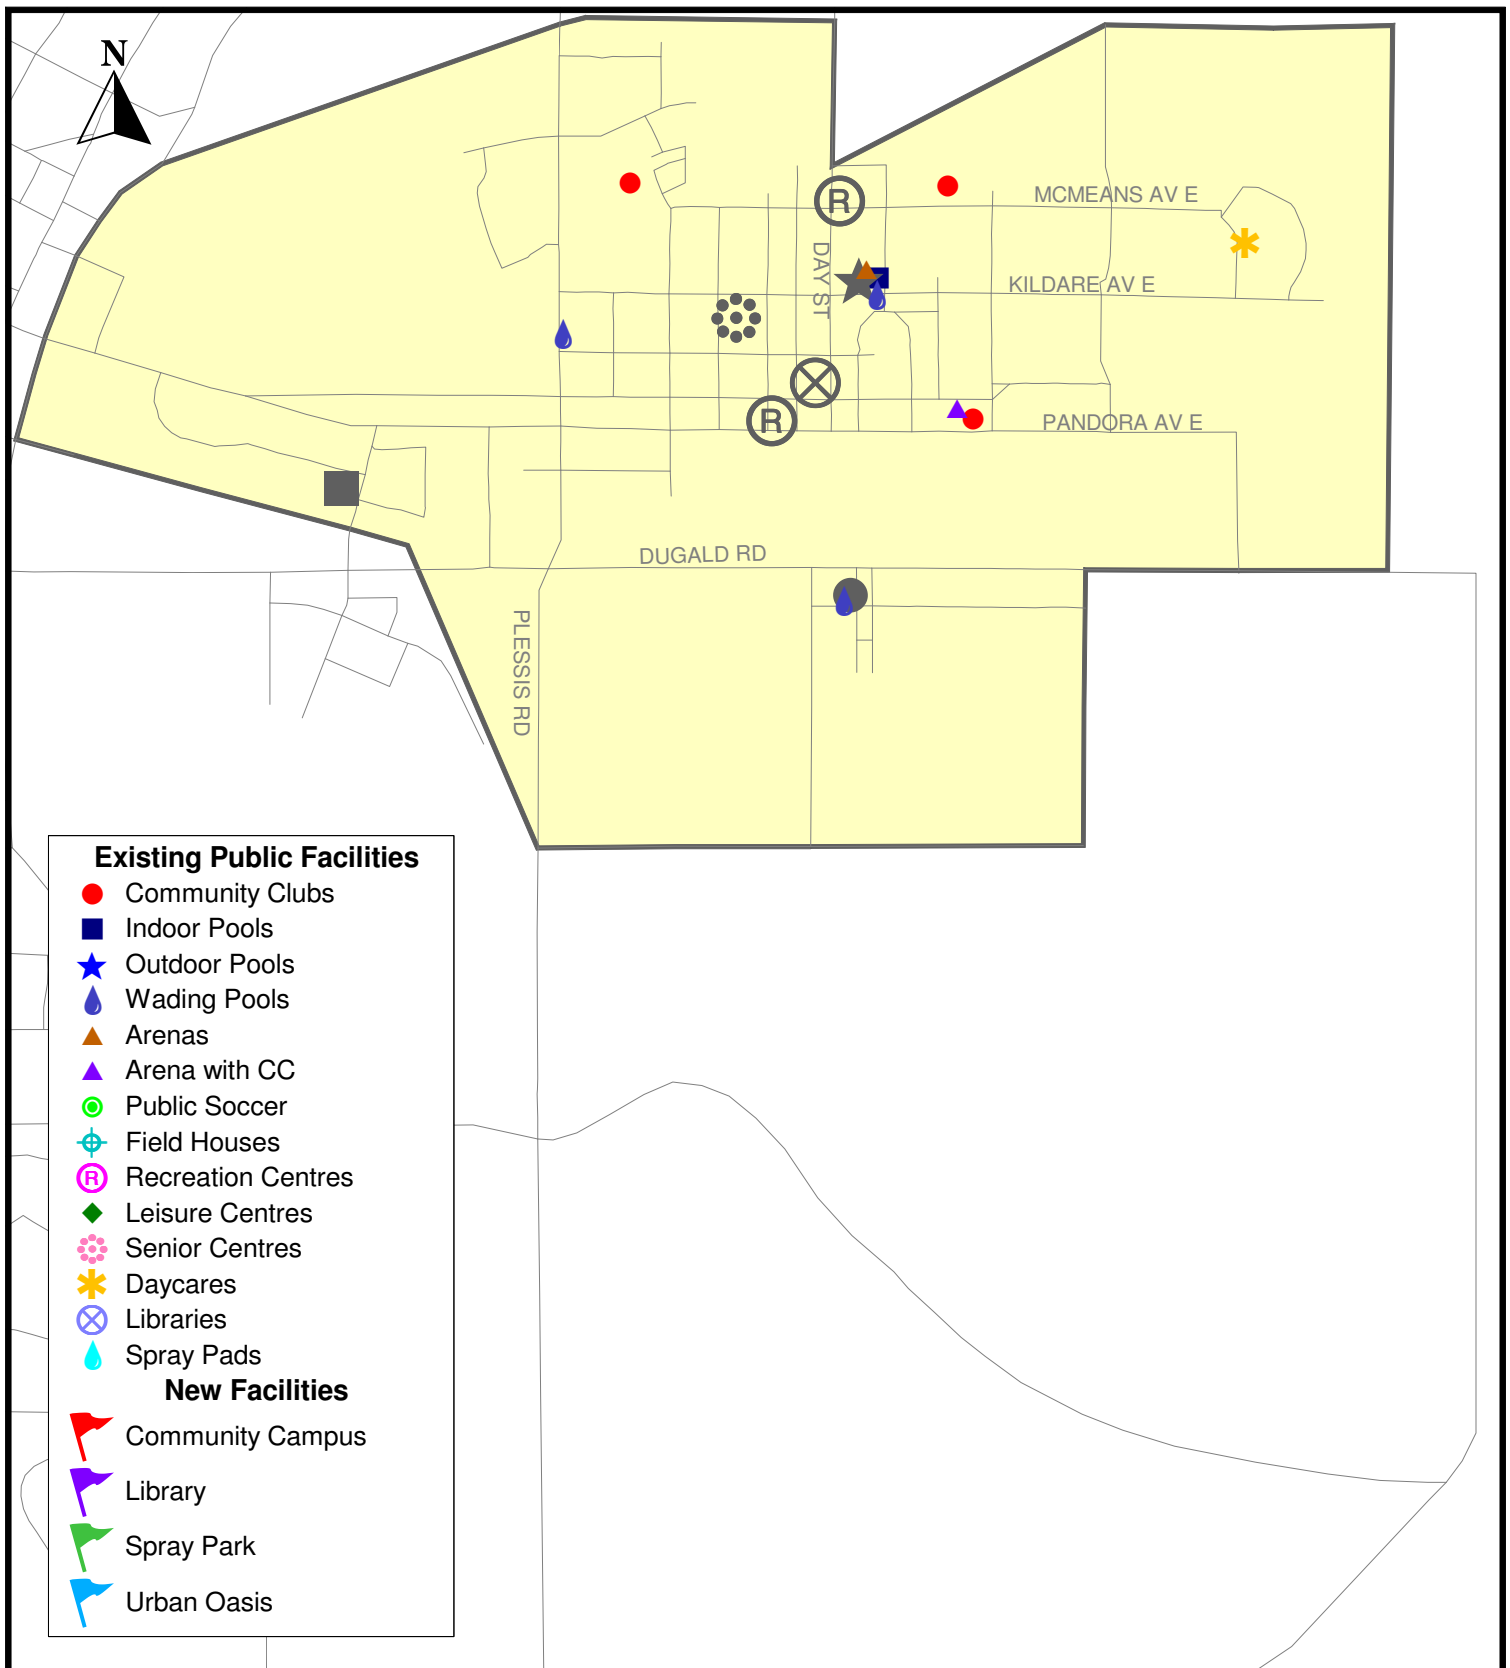 N
R
MCMEANS AV E
DAY ST
KILDARE AV E
R
PANDORA AV E
DUGALD RD
PLESSIS RD
Existing Public Facilities
Community Clubs
Indoor Pools
Outdoor Pools
Wading Pools
Arenas
Arena with CC
Public Soccer
Field Houses
R Recreation Centres
Leisure Centres
Senior Centres
Daycares
Libraries
Spray Pads
New Facilities
Community Campus
Library
Spray Park
Urban Oasis